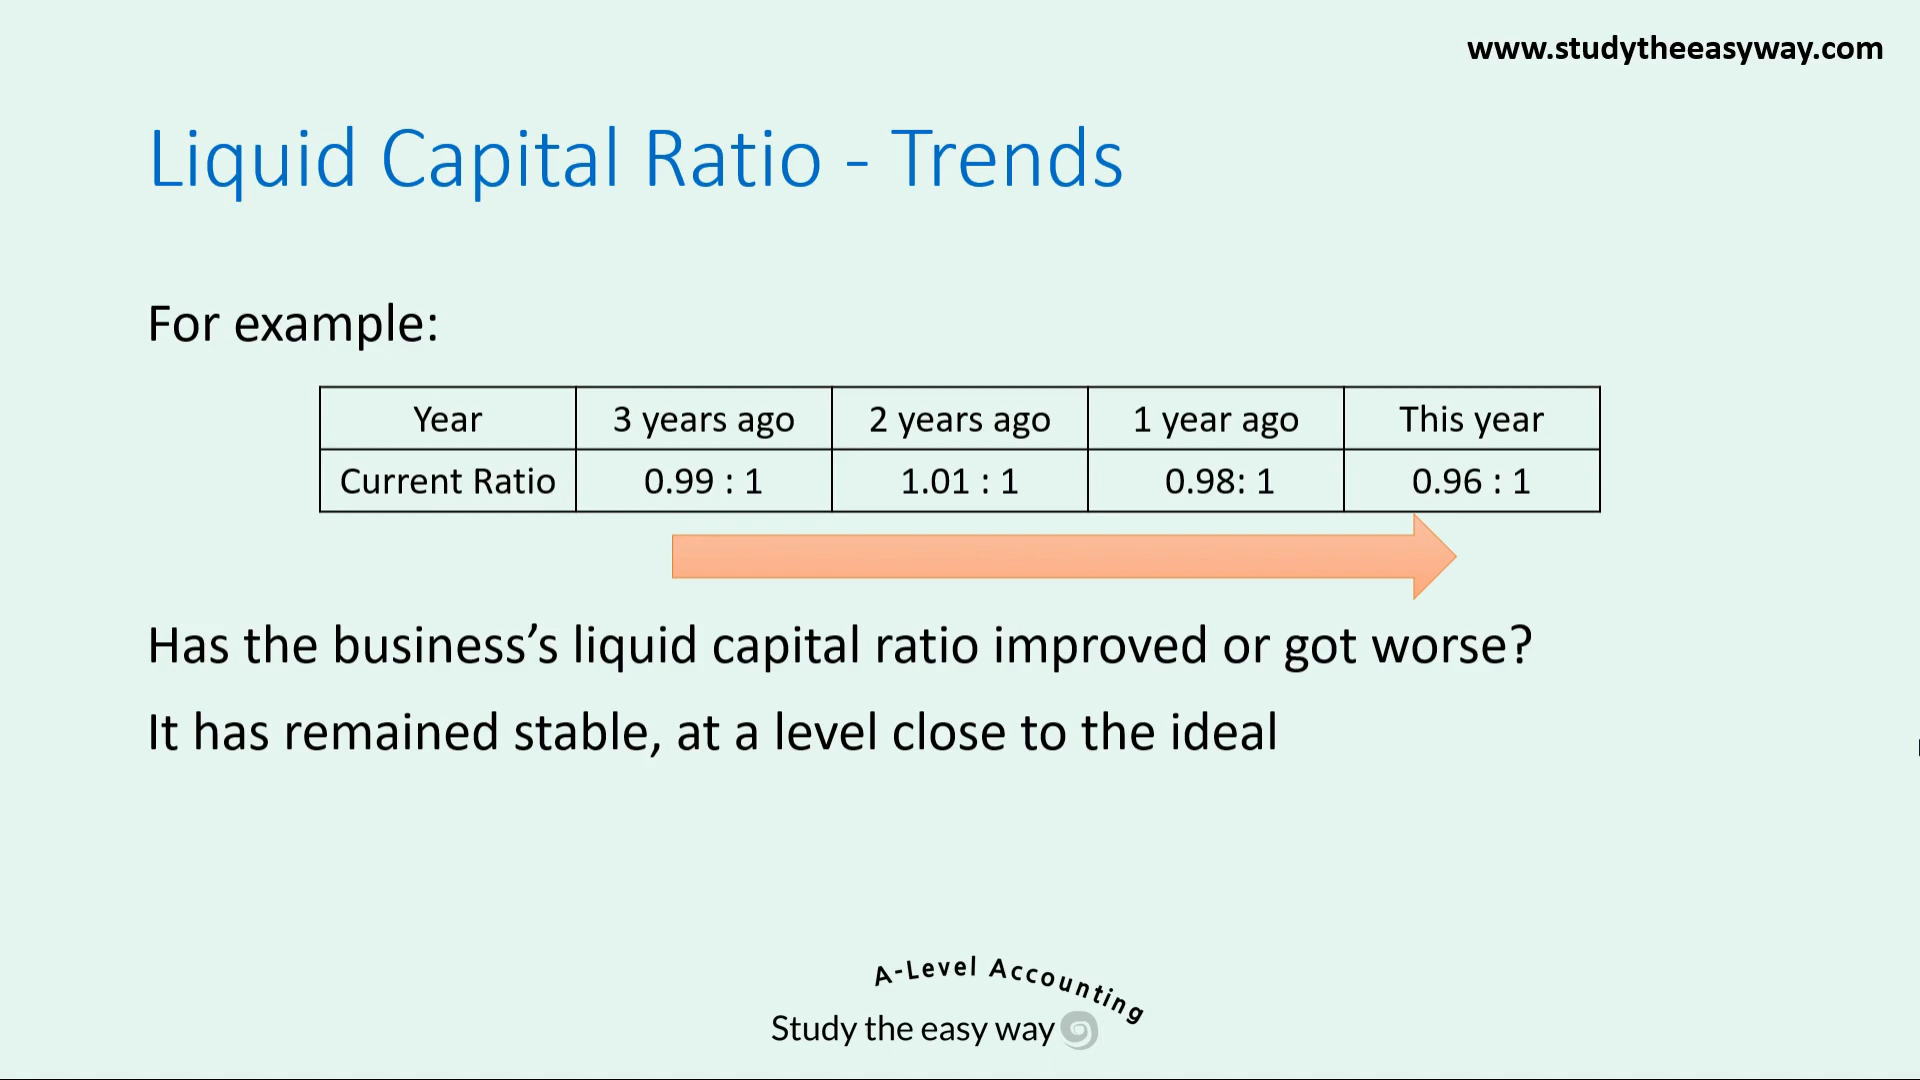 www.studytheeasyway.com
Liquid Capital Ratio - Trends
For example:
Year 3 years ago 2 years ago 1 year ago This year
Current Ratio 0.99 : 1 1.01 : 1 0.98: 1 0.96 : 1
Has the business’s liquid capital ratio improved or got worse?
It has remained stable, at a level close to the ideal
A-Level Accounting
Study the easy way